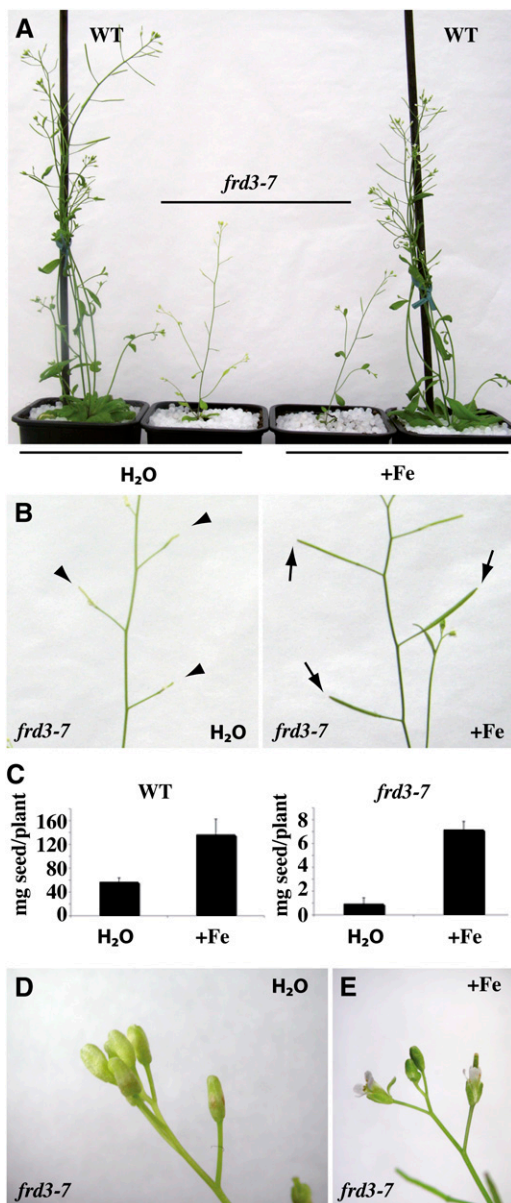 A
WT
WT
frd3-7
H₂O
+Fe
B
frd3-7
H₂O
frd3-7
+Fe
C
WT
frd3-7
mg seed/plant
160
120
80
40
0
H₂O
+Fe
mg seed/plant
8
6
4
2
0
H₂O
+Fe
D
H₂O
frd3-7
E
+Fe
frd3-7